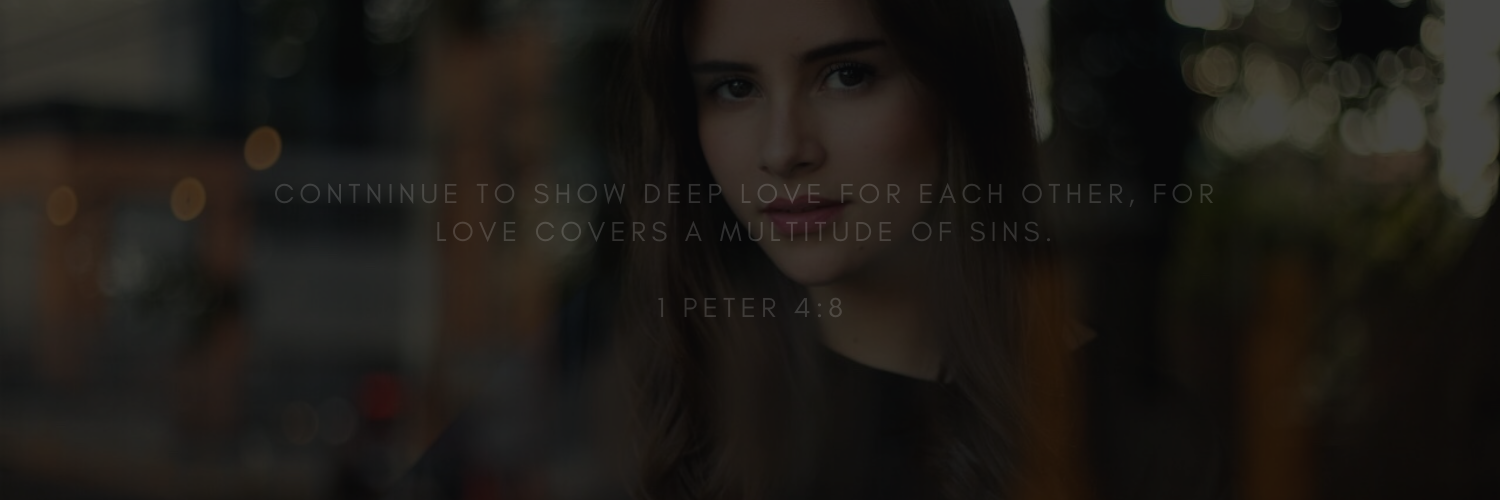 CONTNINUE TO SHOW DEEP LOVE FOR EACH OTHER, FOR
LOVE COVERS A MULTITUDE OF SINS.
1 PETER 4:8